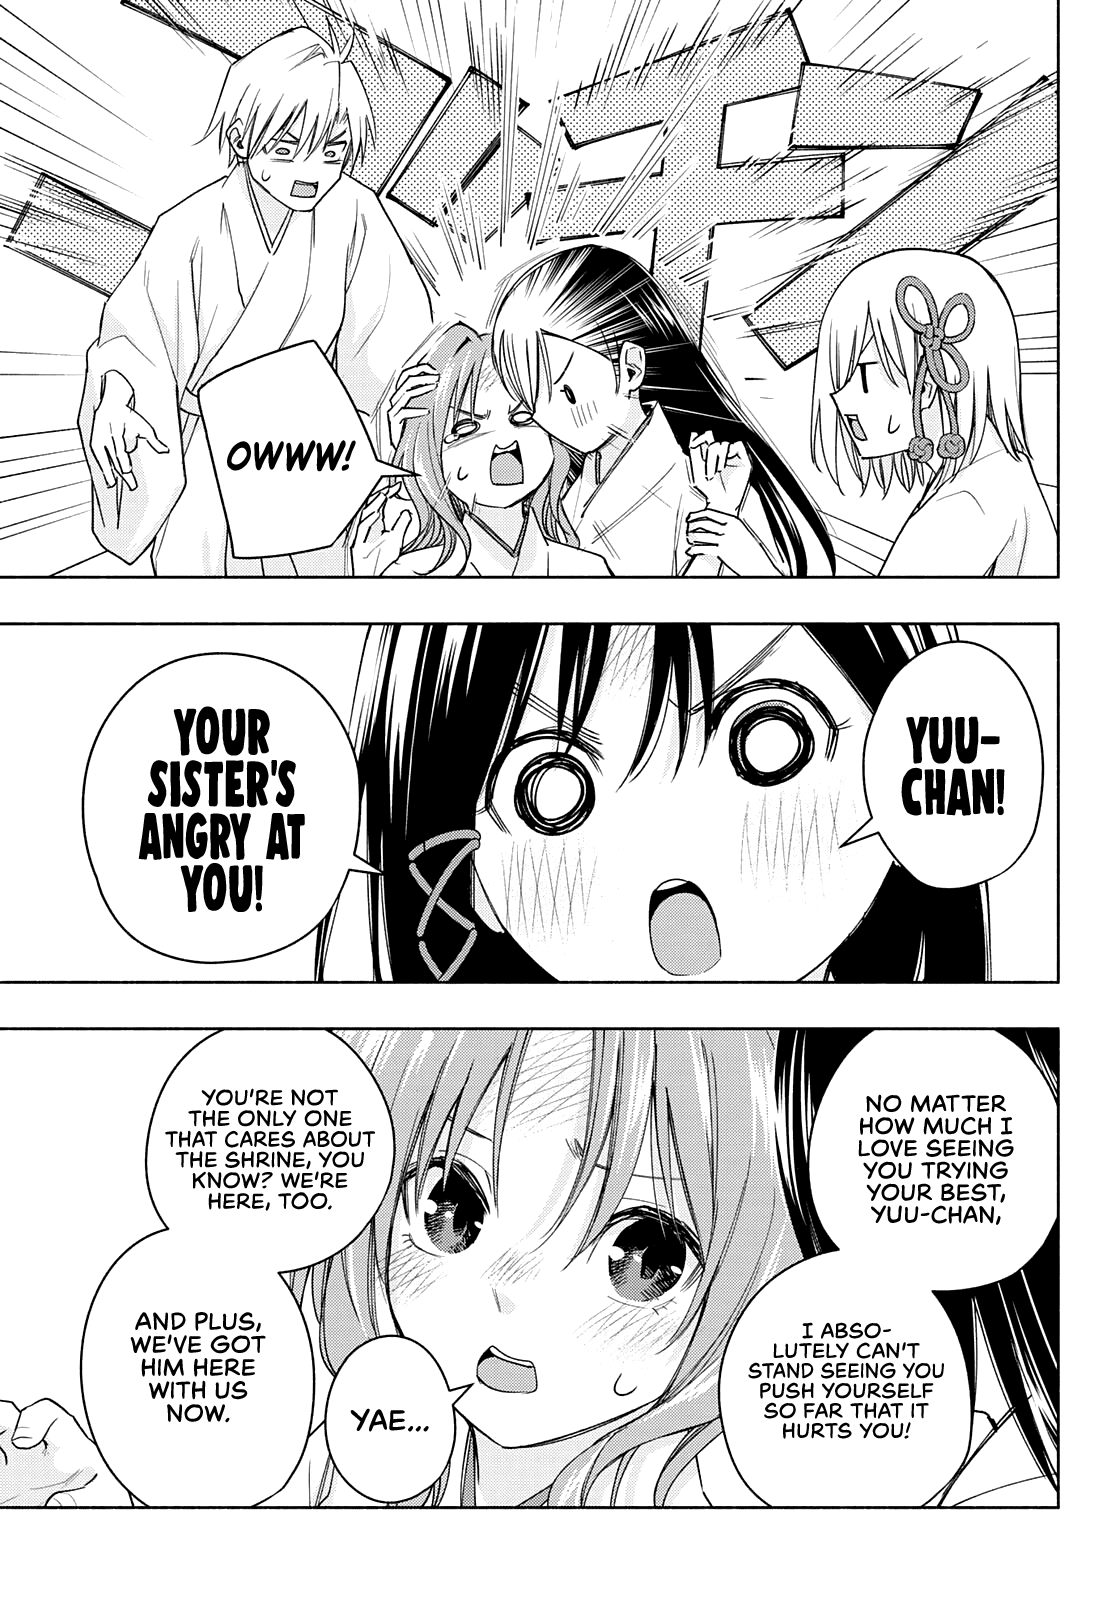 OWWW!
YUU-
CHAN!
YOUR
SISTER'S
ANGRY AT
YOU!
NO MATTER
HOW MUCH I
LOVE SEEING
YOU TRYING
YOUR BEST,
YUU-CHAN,
I ABSO-
LUTELY CAN'T
STAND SEEING YOU
PUSH YOURSELF
SO FAR THAT IT
HURTS YOU!
YOU'RE NOT
THE ONLY ONE
THAT CARES ABOUT
THE SHRINE, YOU
KNOW? WE'RE
HERE, TOO.
AND PLUS,
WE'VE GOT
HIM HERE
WITH US
NOW.
YAE...